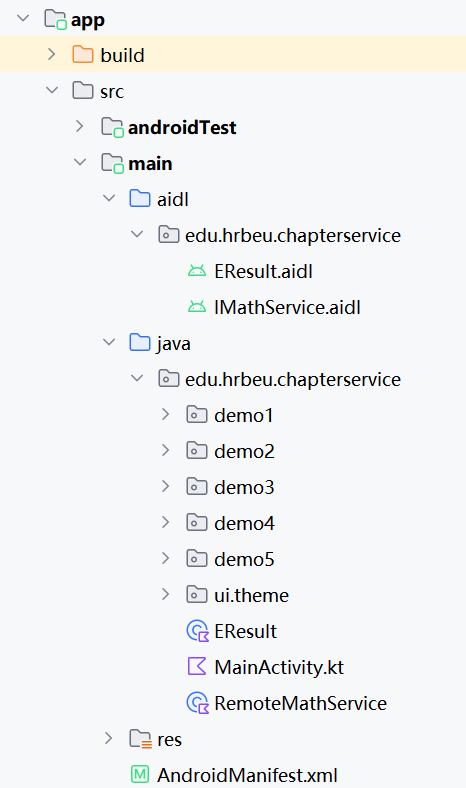 app
build
src
androidTest
main
aidl
edu.hrbeu.chapterservice
EResult.aidl
IMathService.aidl
java
edu.hrbeu.chapterservice
demo1
demo2
demo3
demo4
demo5
ui.theme
EResult
MainActivity.kt
RemoteMathService
res
AndroidManifest.xml